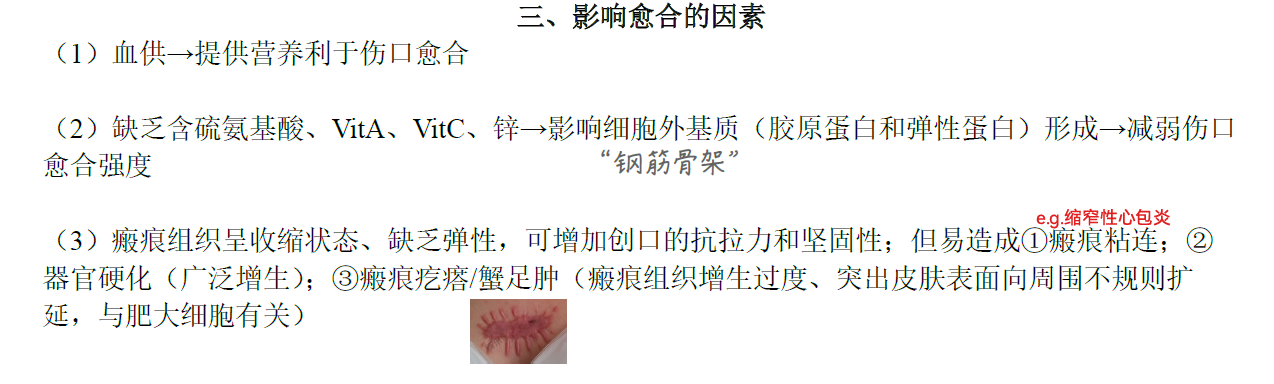 三、影响愈合的因素
（1）血供→提供营养利于伤口愈合
（2）缺乏含硫氨基酸、VitA、VitC、锌→影响细胞外基质（胶原蛋白和弹性蛋白）形成→减弱伤口
愈合强度
“钢筋骨架”
e.g.缩窄性心包炎
（3）瘢痕组织呈收缩状态、缺乏弹性，可增加创口的抗拉力和坚固性；但易造成①瘢痕粘连；②
器官硬化（广泛增生）；③瘢痕疙瘩/蟹足肿（瘢痕组织增生过度、突出皮肤表面向周围不规则扩
延，与肥大细胞有关）